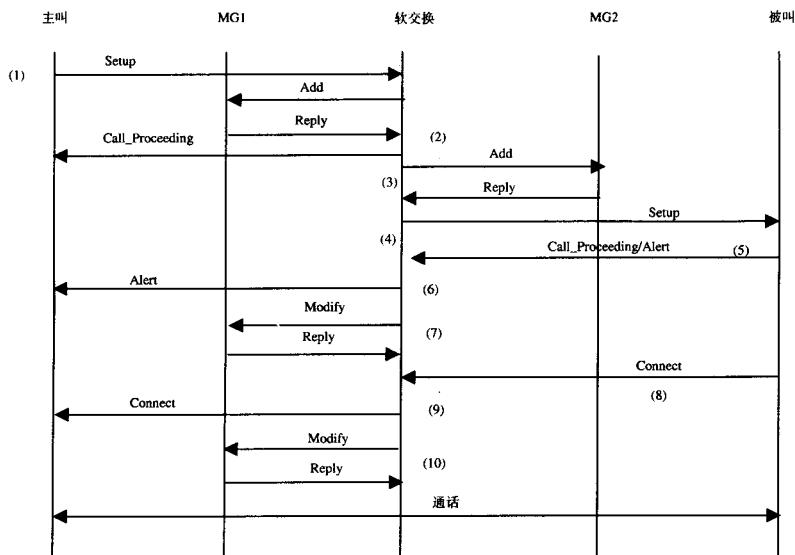 主叫 MG1 软交换 MG2 被叫
(1) Setup
Add
Reply (2)
Call_Proceeding
Add
(3) Reply
Setup
(4)
Call_Proceeding/Alert (5)
Alert (6)
Modify
(7)
Reply
Connect
(8)
Connect (9)
Modify
(10)
Reply
通话